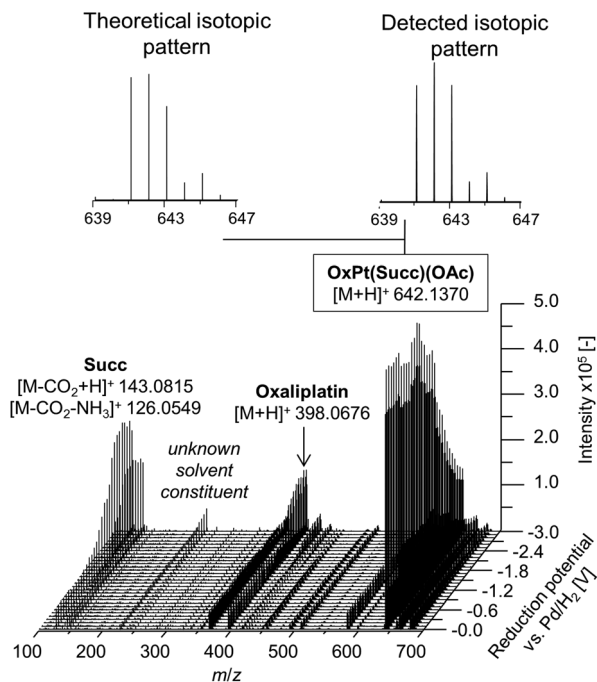 Theoretical isotopic
pattern
Detected isotopic
pattern
639
643
647
639
643
647
OxPt(Succ)(OAc)
[M+H]⁺ 642.1370
Succ
[M-CO₂+H]⁺ 143.0815
[M-CO₂-NH₃]⁺ 126.0549
unknown
solvent
constituent
Oxaliplatin
[M+H]⁺ 398.0676
5.0
4.0
3.0
2.0
1.0
Intensity x10⁵ [-]
-3.0
-2.4
-1.8
-1.2
-0.6
-0.0
Reduction potential
vs. Pd/H₂ [V]
100
200
300
400
500
600
700
m/z